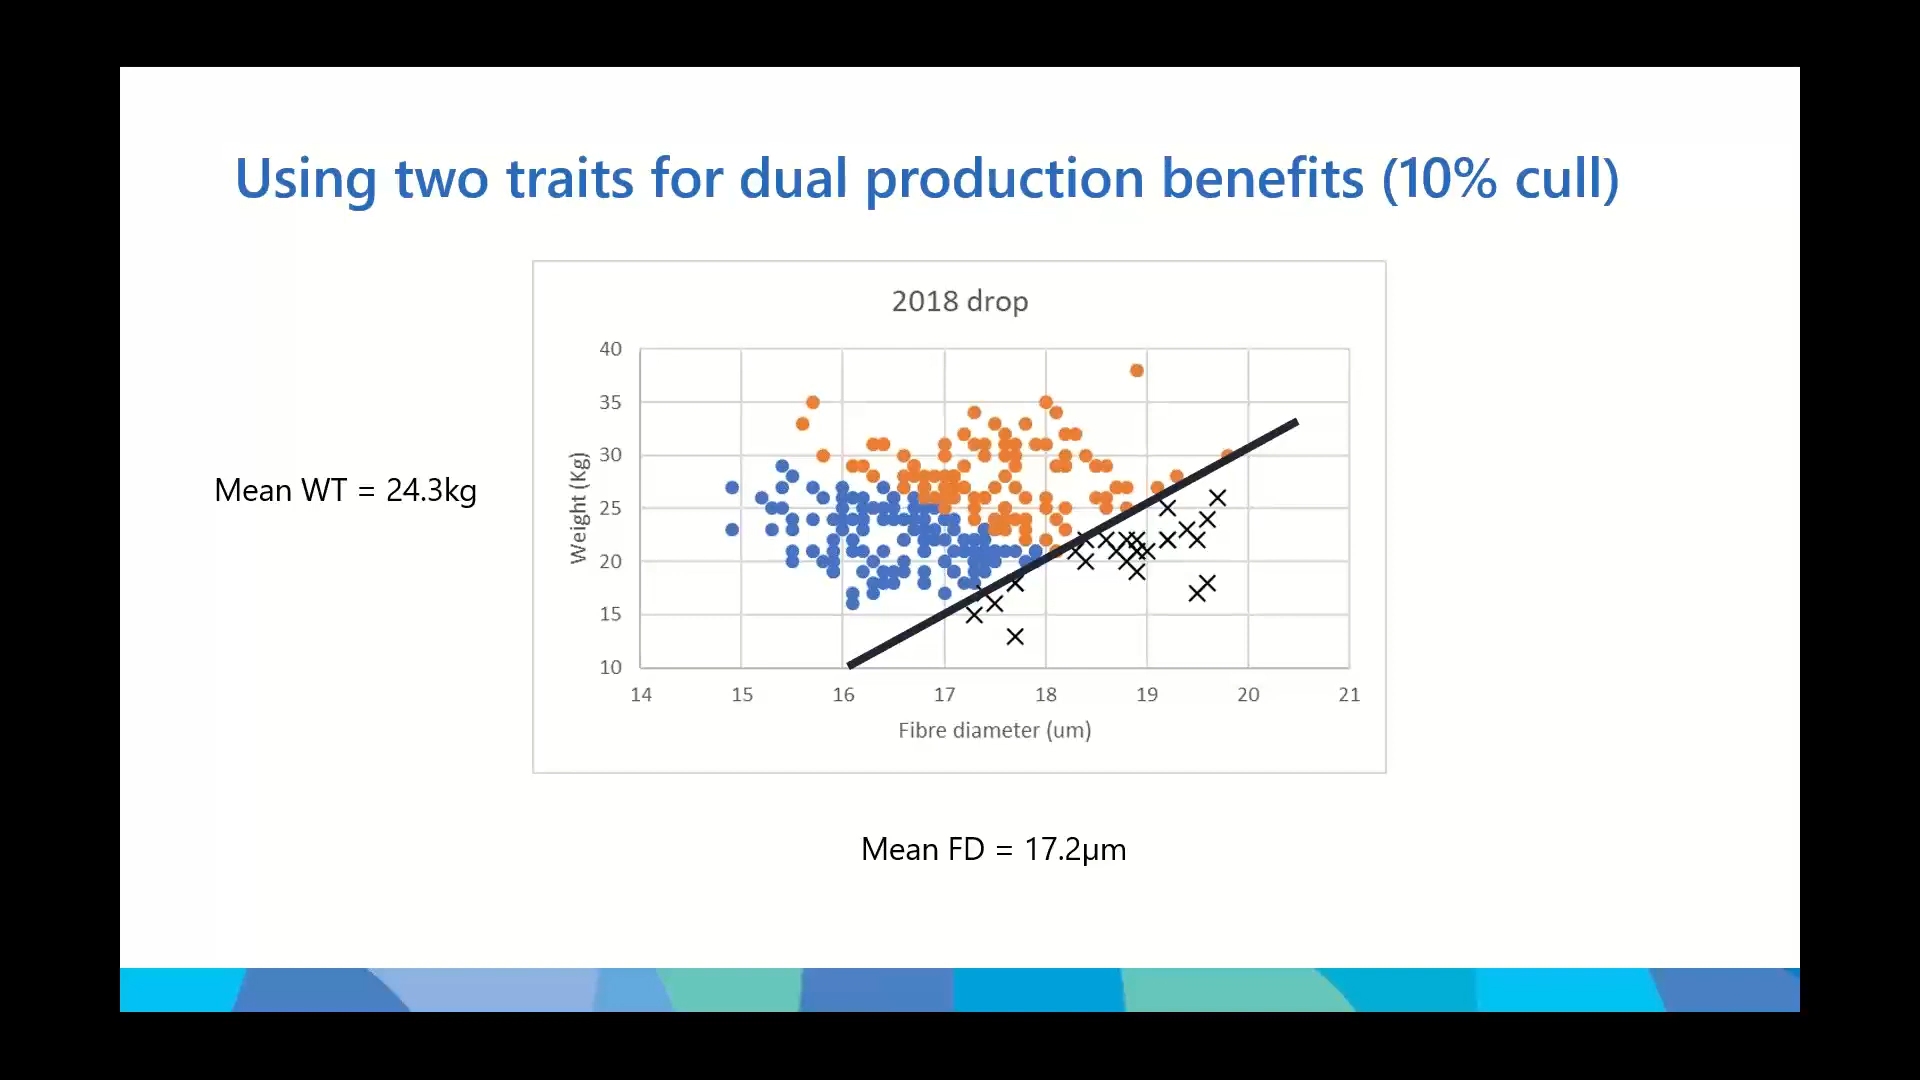 Using two traits for dual production benefits (10% cull)
2018 drop
40
35
30
25
20
15
10
Weight (Kg)
14 15 16 17 18 19 20 21
Fibre diameter (um)
Mean WT = 24.3kg
Mean FD = 17.2µm